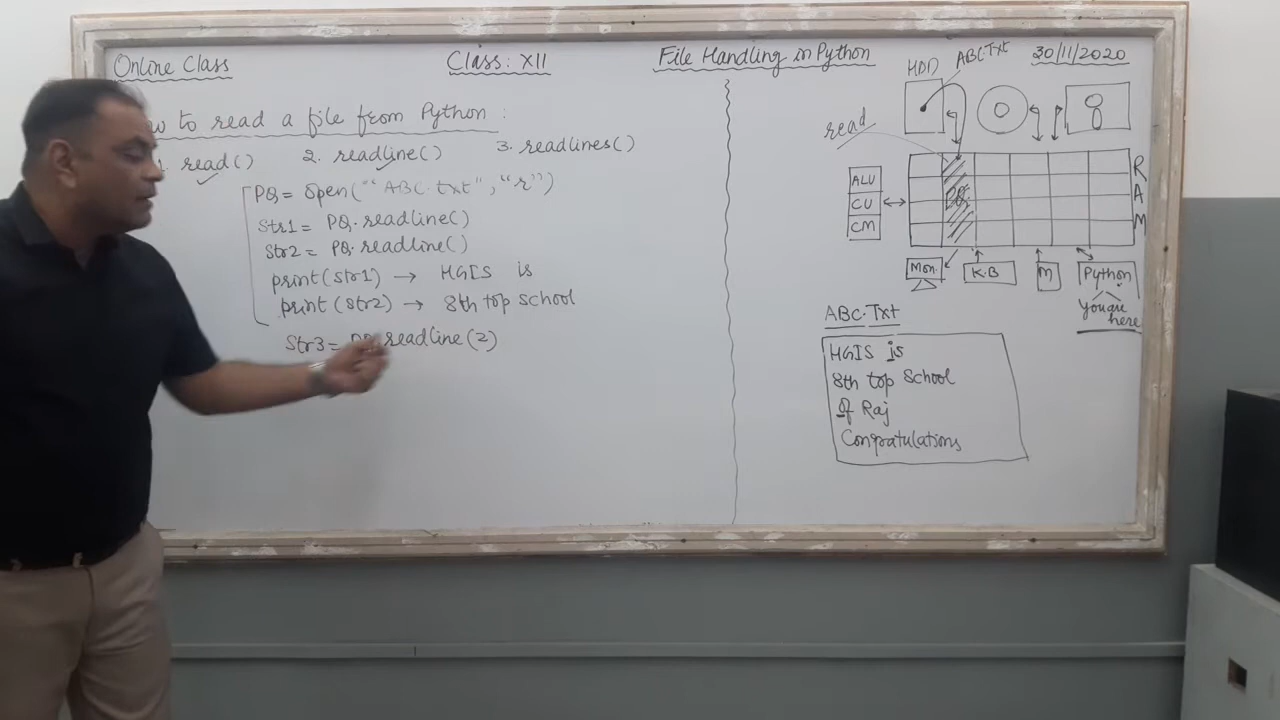 Online Class
Class: XII
File Handling in Python
30/11/2020
to read a file from Python :
read()
2. readline()
3. readlines()
PQ = open(""ABC.txt", "r")
Str1 = PQ.readline()
Str2 = PQ.readline()
print(str1) → HGIS is
print(str2) → 8th top school
Str3 = readline(2)
HDD
ABC.Txt
read
ALU
CU
CM
PQ
RAM
Mon.
K.B
M
Python
You are
here
ABC.Txt
HGIS is
8th top School
Of Raj
Congratulations